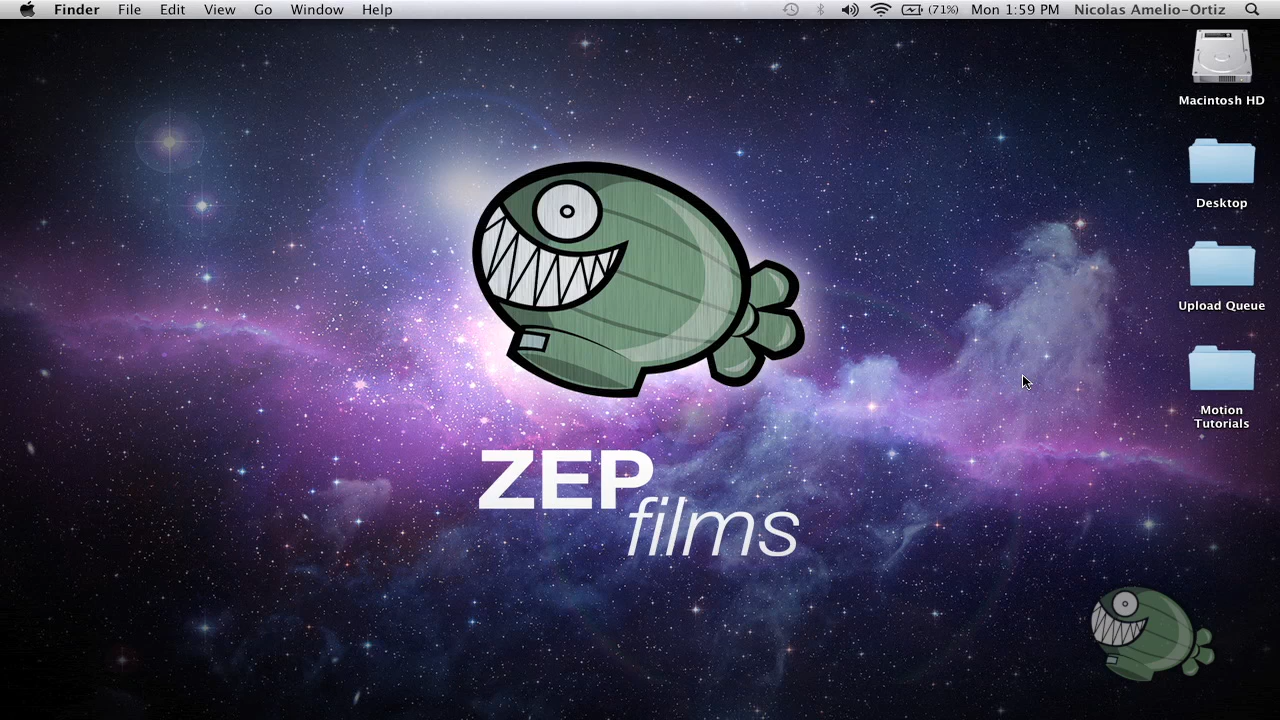 Finder File Edit View Go Window Help (71%) Mon 1:59 PM Nicolas Amelio-Ortiz
Macintosh HD
Desktop
Upload Queue
Motion
Tutorials
ZEP
films